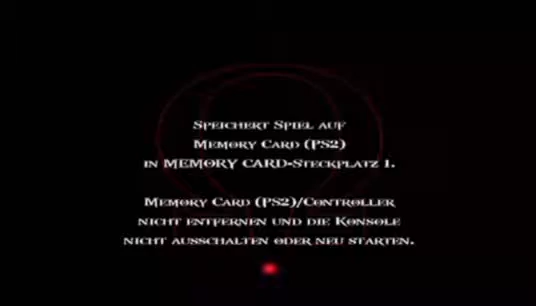 Speichert Spiel auf
Memory Card (PS2)
in MEMORY CARD-Steckplatz 1.
Memory Card (PS2)/Controller
nicht entfernen und die Konsole
nicht ausschalten oder neu starten.